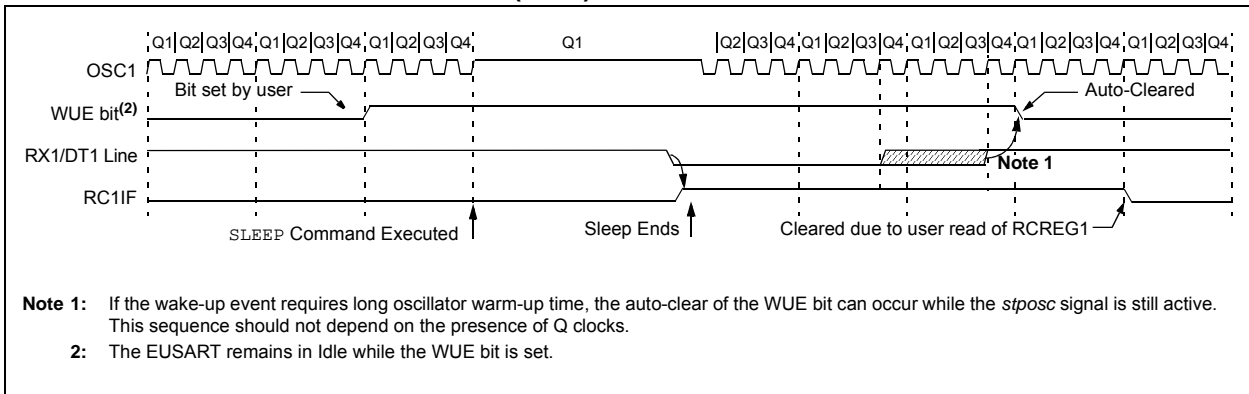 Q1 Q2 Q3 Q4 Q1 Q2 Q3 Q4 Q1 Q2 Q3 Q4 Q1 Q2 Q3 Q4 Q1 Q2 Q3 Q4 Q1 Q2 Q3 Q4 Q1 Q2 Q3 Q4
OSC1
Bit set by user
Auto-Cleared
WUE bit(2)
RX1/DT1 Line
Note 1
RC1IF
SLEEP Command Executed
Sleep Ends
Cleared due to user read of RCREG1
Note 1: If the wake-up event requires long oscillator warm-up time, the auto-clear of the WUE bit can occur while the stposc signal is still active.
This sequence should not depend on the presence of Q clocks.
2: The EUSART remains in Idle while the WUE bit is set.